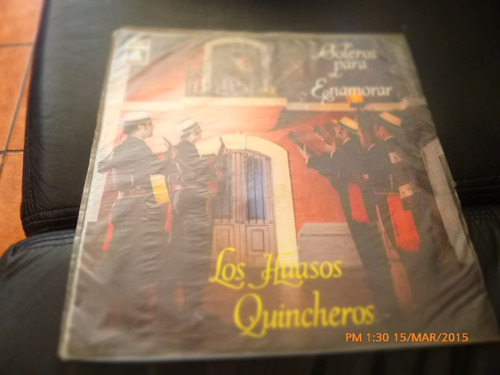 Boleros
para
Enamorar
Los Huasos
Quincheros
PM 1:30 15/MAR/2015